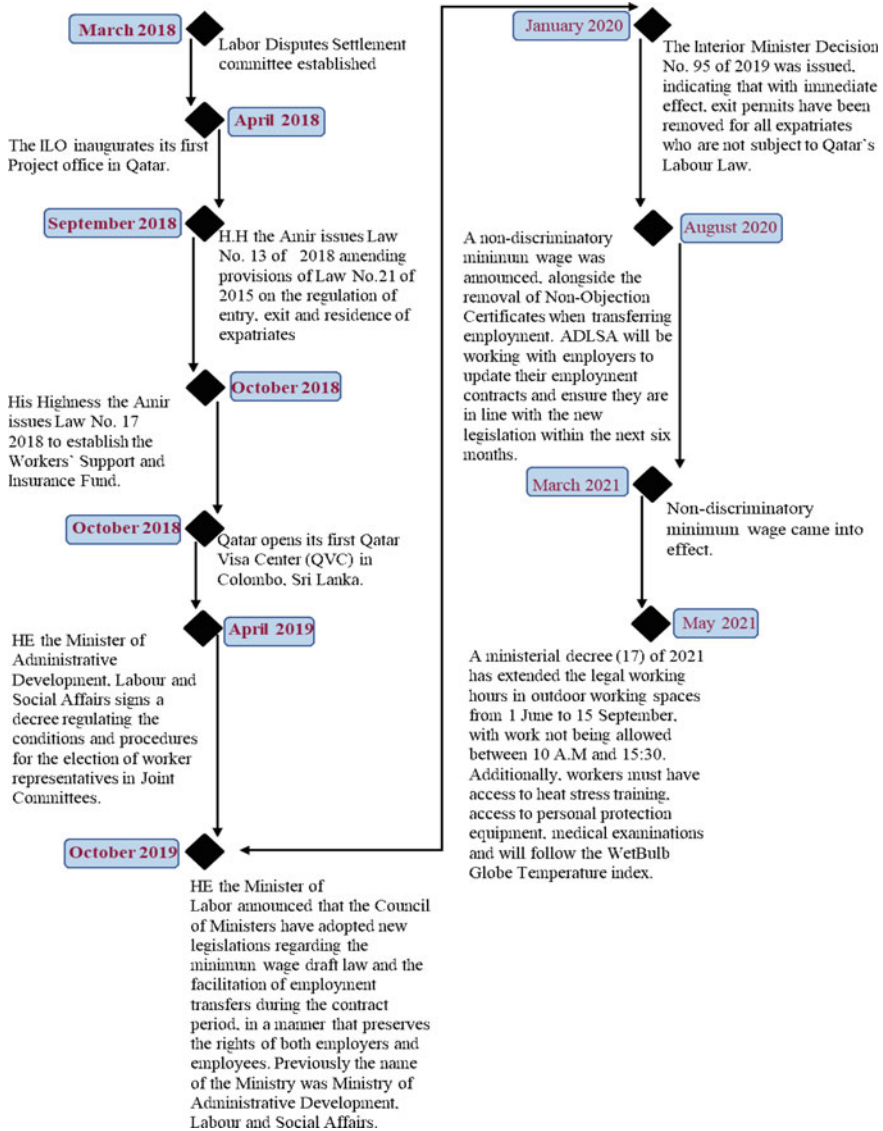 March 2018
Labor Disputes Settlement
committee established
April 2018
The ILO inaugurates its first
Project office in Qatar.
September 2018
H.H the Amir issues Law
No. 13 of 2018 amending
provisions of Law No.21 of
2015 on the regulation of
entry, exit and residence of
expatriates
October 2018
His Highness the Amir
issues Law No. 17
2018 to establish the
Workers` Support and
Insurance Fund.
October 2018
Qatar opens its first Qatar
Visa Center (QVC) in
Colombo, Sri Lanka.
April 2019
HE the Minister of
Administrative
Development, Labour and
Social Affairs signs a
decree regulating the
conditions and procedures
for the election of worker
representatives in Joint
Committees.
October 2019
HE the Minister of
Labor announced that the Council
of Ministers have adopted new
legislations regarding the
minimum wage draft law and the
facilitation of employment
transfers during the contract
period, in a manner that preserves
the rights of both employers and
employees. Previously the name
of the Ministry was Ministry of
Administrative Development,
Labour and Social Affairs.
January 2020
The Interior Minister Decision
No. 95 of 2019 was issued,
indicating that with immediate
effect, exit permits have been
removed for all expatriates
who are not subject to Qatar`s
Labour Law.
August 2020
A non-discriminatory
minimum wage was
announced, alongside the
removal of Non-Objection
Certificates when transferring
employment. ADLSA will be
working with employers to
update their employment
contracts and ensure they are
in line with the new
legislation within the next six
months.
March 2021
Non-discriminatory
minimum wage came into
effect.
May 2021
A ministerial decree (17) of 2021
has extended the legal working
hours in outdoor working spaces
from 1 June to 15 September,
with work not being allowed
between 10 A.M and 15:30.
Additionally, workers must have
access to heat stress training,
access to personal protection
equipment, medical examinations
and will follow the WetBulb
Globe Temperature index.